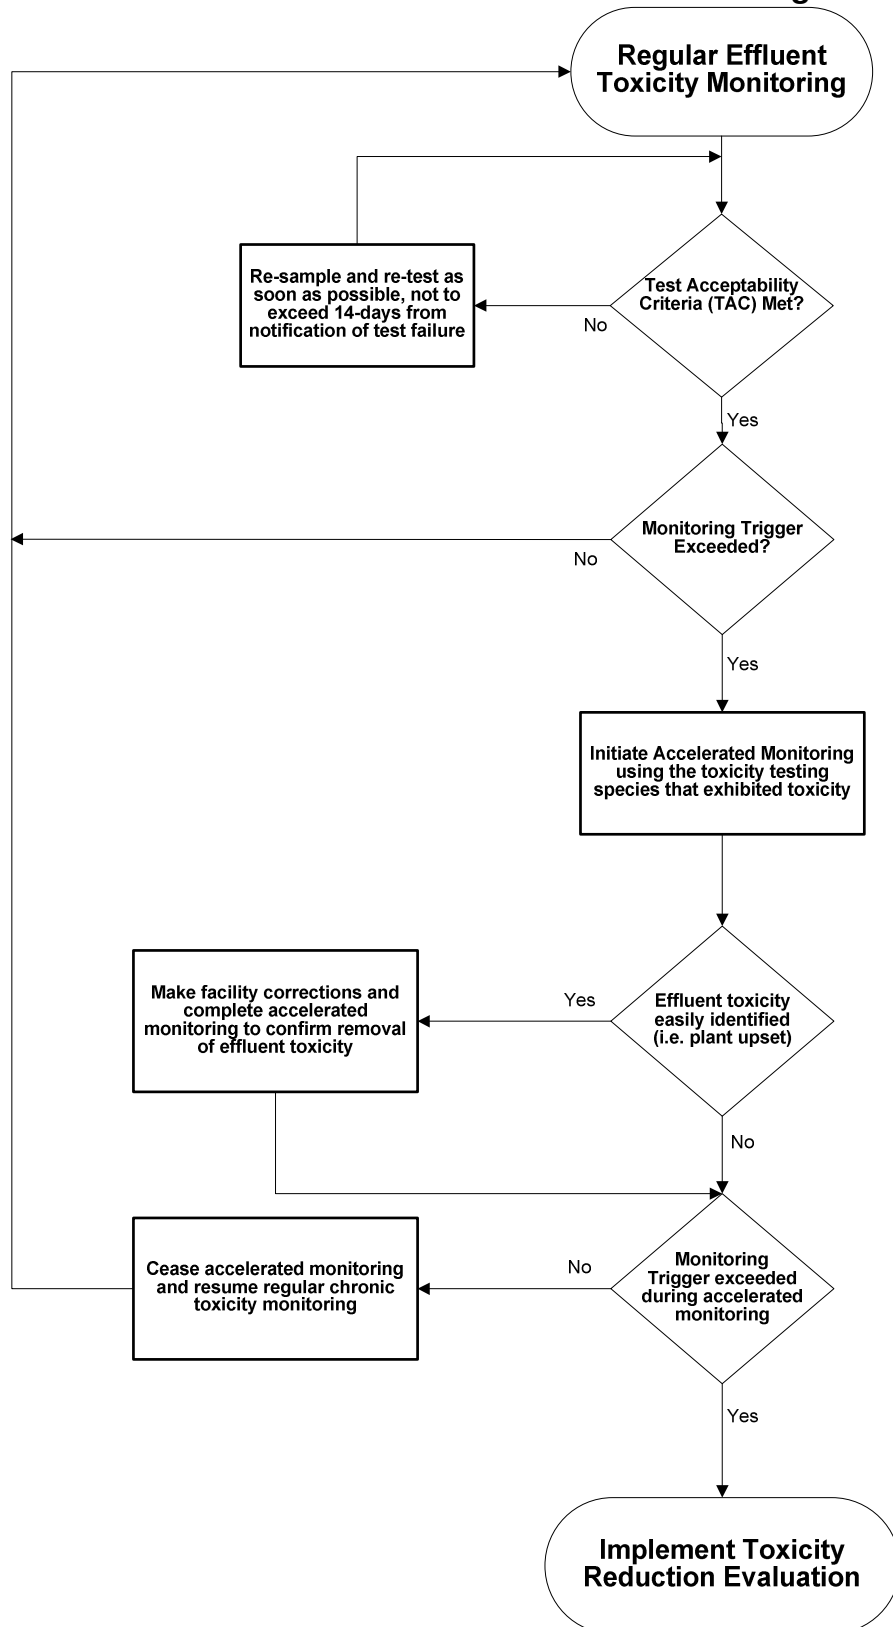 Regular Effluent
Toxicity Monitoring
Re-sample and re-test as
soon as possible, not to
exceed 14-days from
notification of test failure
Test Acceptability
Criteria (TAC) Met?
No
Yes
Monitoring Trigger
Exceeded?
No
Yes
Initiate Accelerated Monitoring
using the toxicity testing
species that exhibited toxicity
Make facility corrections and
complete accelerated
monitoring to confirm removal
of effluent toxicity
Yes
Effluent toxicity
easily identified
(i.e. plant upset)
No
Cease accelerated monitoring
and resume regular chronic
toxicity monitoring
No
Monitoring
Trigger exceeded
during accelerated
monitoring
Yes
Implement Toxicity
Reduction Evaluation